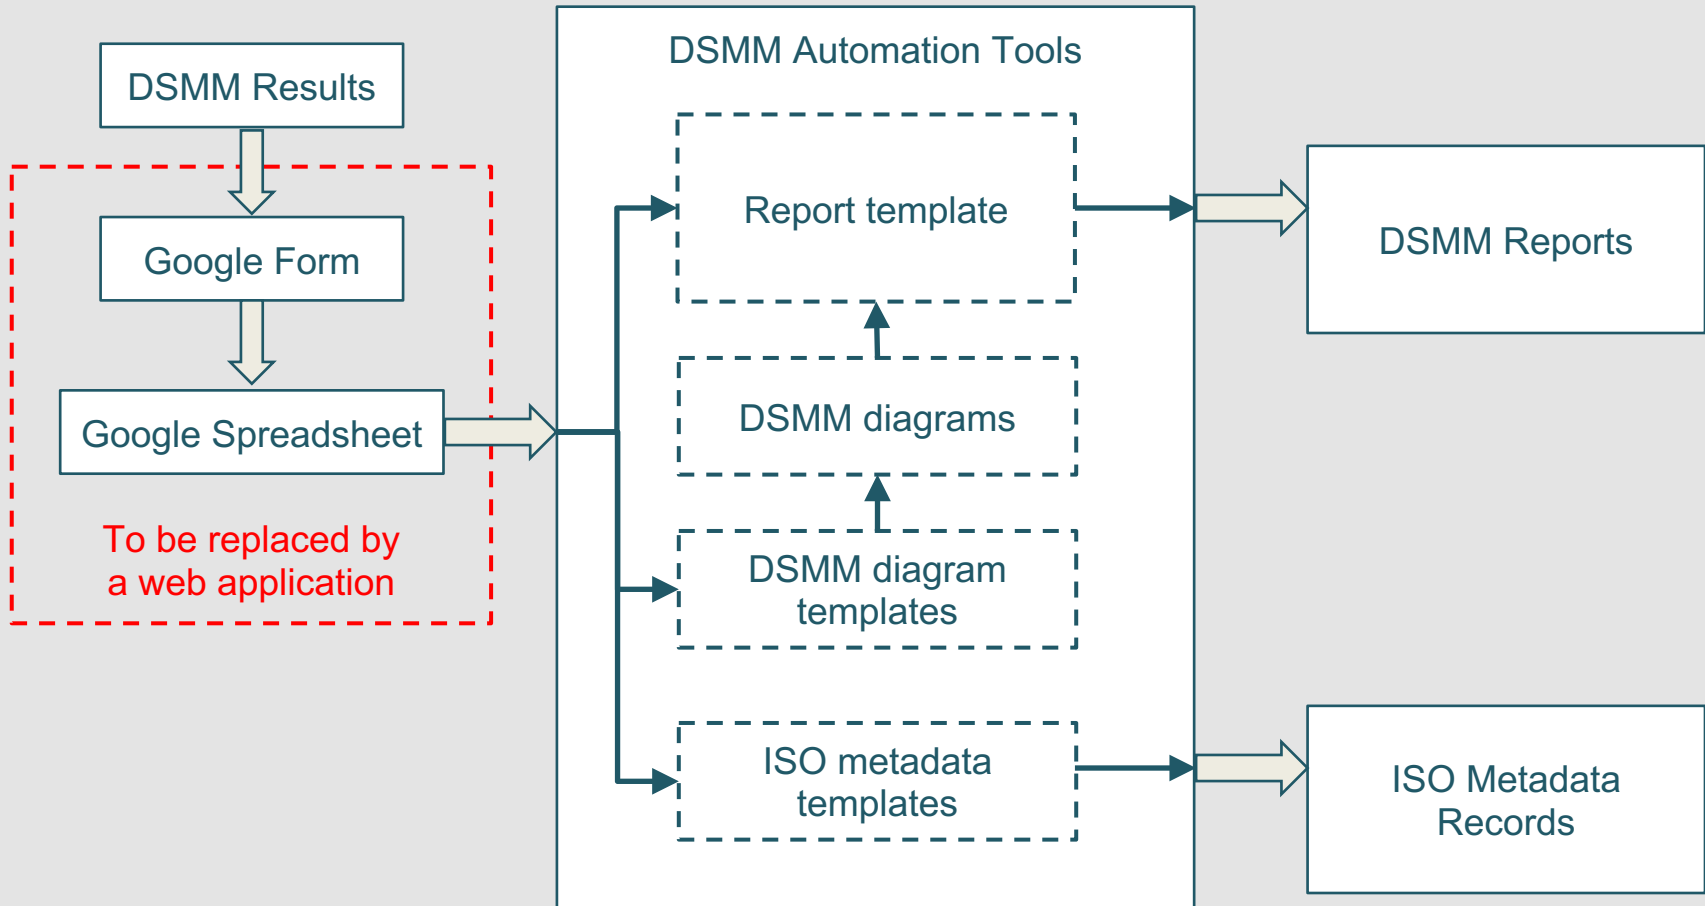 DSMM Results
Google Form
Google Spreadsheet
To be replaced by
a web application
DSMM Automation Tools
Report template
DSMM diagrams
DSMM diagram
templates
ISO metadata
templates
DSMM Reports
ISO Metadata
Records